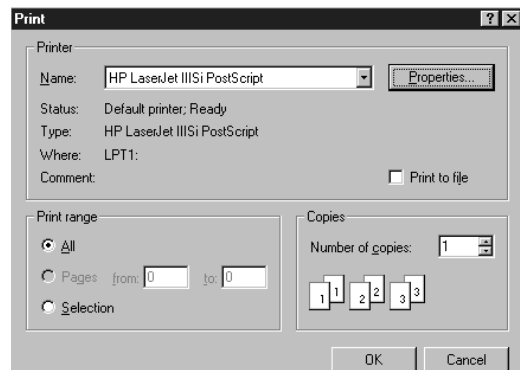 Print
Printer
Name: HP LaserJet IIISi PostScript Properties...
Status: Default printer; Ready
Type: HP LaserJet IIISi PostScript
Where: LPT1:
Comment: Print to file
Print range
All
Pages from: 0 to: 0
Selection
Copies
Number of copies: 1
1 1 2 2 3 3
OK Cancel